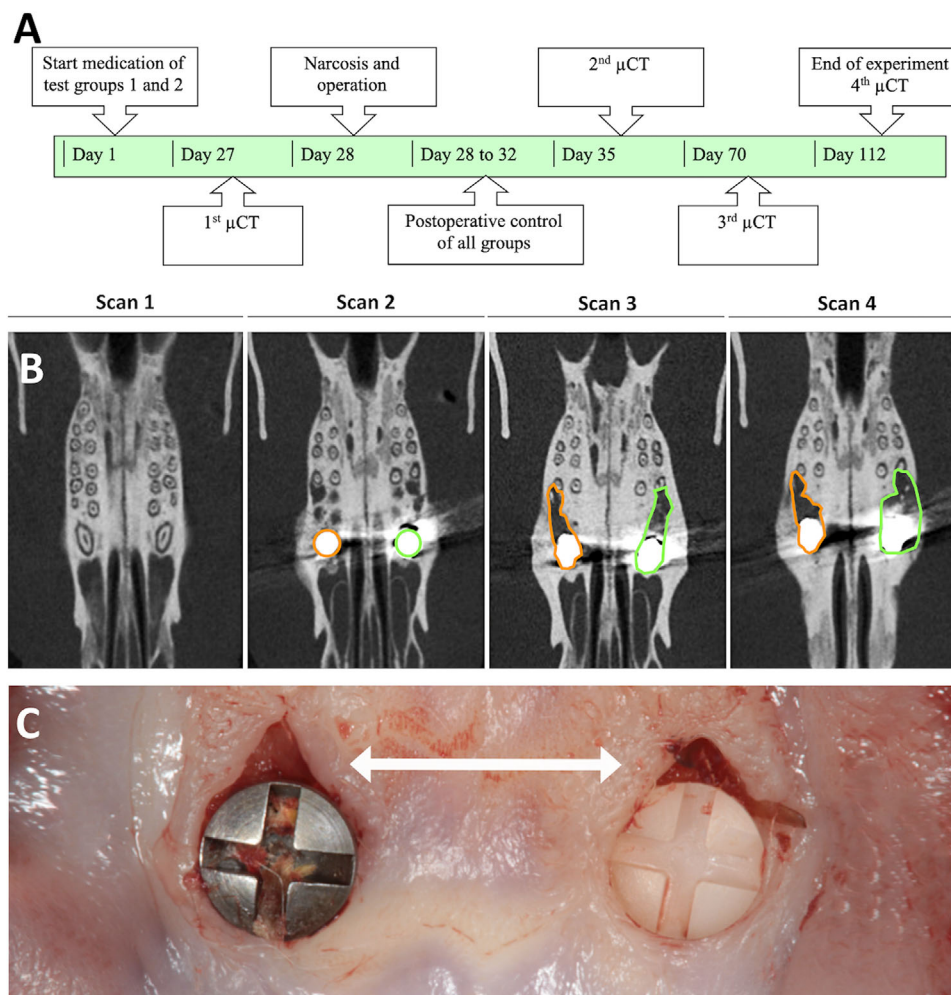 A
Start medication of
test groups 1 and 2
Narcosis and
operation
2nd µCT
End of experiment
4th µCT
Day 1
Day 27
Day 28
Day 28 to 32
Day 35
Day 70
Day 112
1st µCT
Postoperative control
of all groups
3rd µCT
Scan 1
Scan 2
Scan 3
Scan 4
B
C